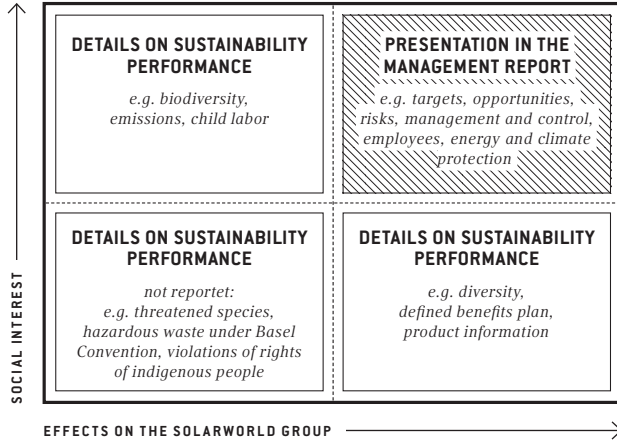 DETAILS ON SUSTAINABILITY
PERFORMANCE
e.g. biodiversity,
emissions, child labor
PRESENTATION IN THE
MANAGEMENT REPORT
e.g. targets, opportunities,
risks, management and control,
employees, energy and climate
protection
DETAILS ON SUSTAINABILITY
PERFORMANCE
not reportet:
e.g. threatened species,
hazardous waste under Basel
Convention, violations of rights
of indigenous people
DETAILS ON SUSTAINABILITY
PERFORMANCE
e.g. diversity,
defined benefits plan,
product information
SOCIAL INTEREST
EFFECTS ON THE SOLARWORLD GROUP